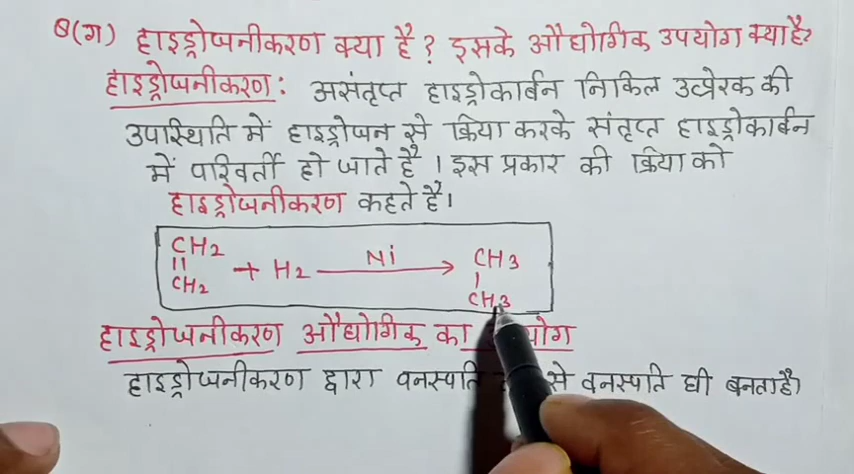 8(ग) हाइड्रोजनीकरण क्या है? इसके औद्योगिक उपयोग क्या है?
हाइड्रोजनीकरण: असंतृप्त हाइड्रोकार्बन निकिल उत्प्रेरक की
उपस्थिति में हाइड्रोजन से क्रिया करके संतृप्त हाइड्रोकार्बन
में परिवर्ती हो जाते है। इस प्रकार की क्रिया को
हाइड्रोजनीकरण कहते है।
CH2
||
CH2
+ H2
Ni
CH3
|
CH3
हाइड्रोजनीकरण औद्योगिक का
हाइड्रोजनीकरण द्वारा वनस्पति से वनस्पति घी बनता है।